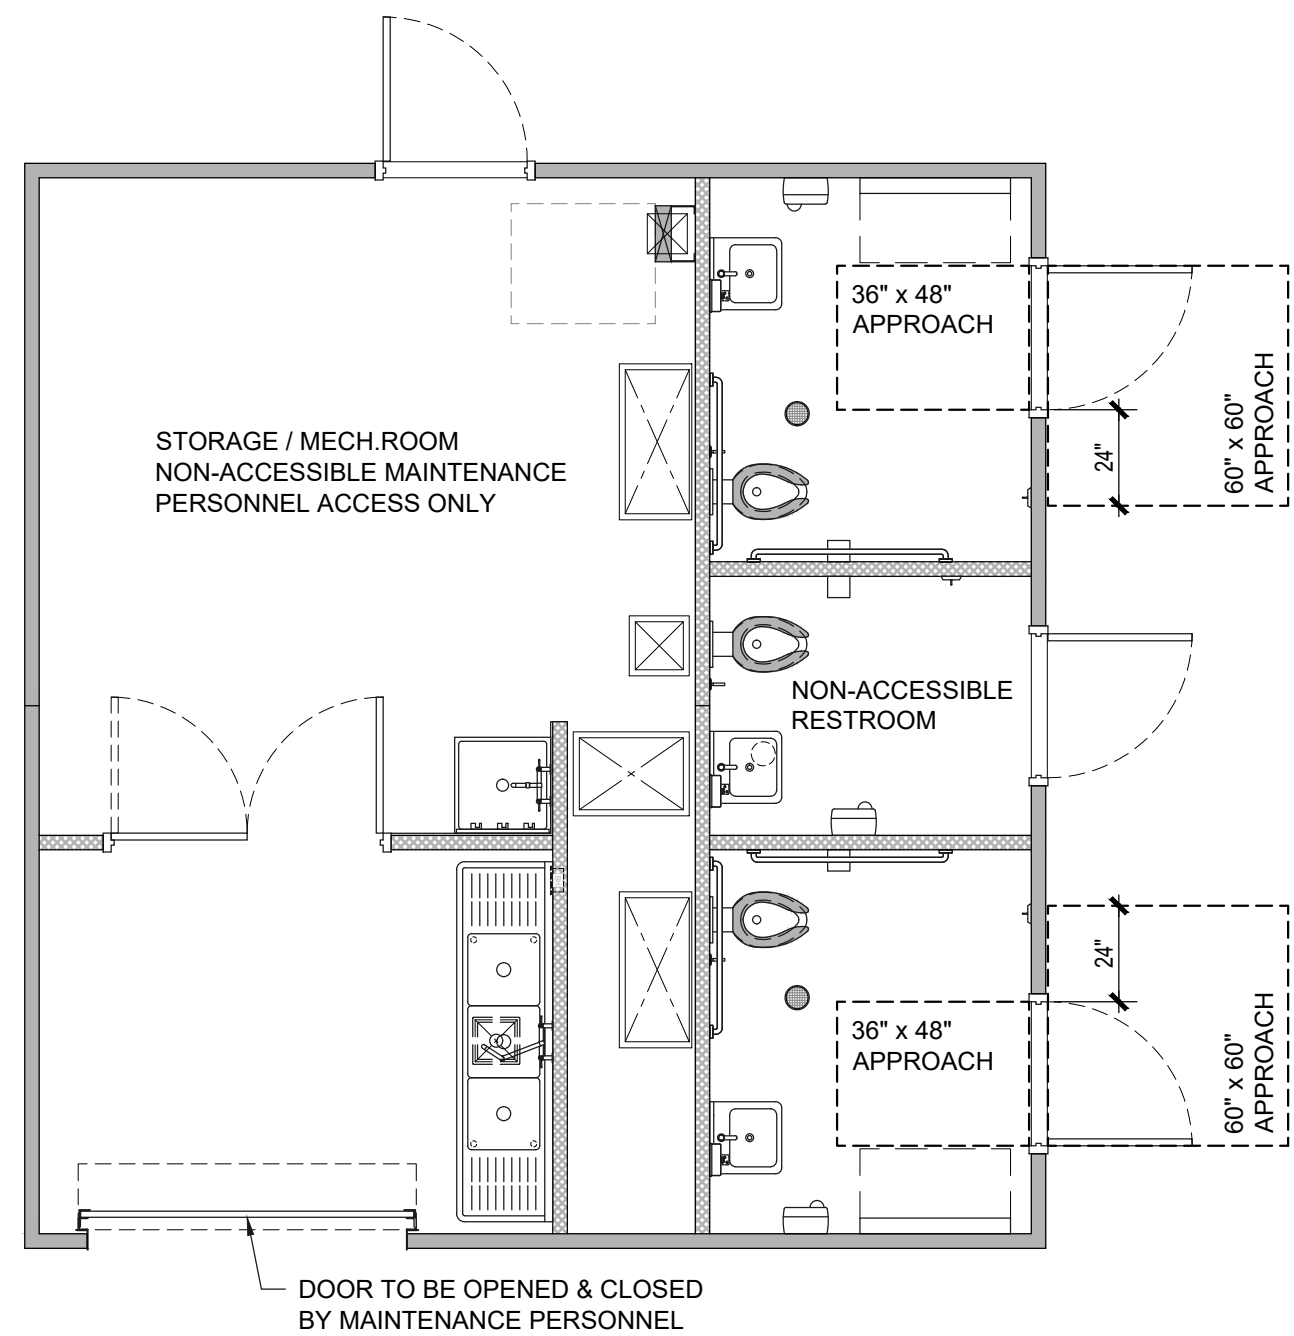 36" x 48"
APPROACH
60" x 60"
APPROACH
24"
STORAGE / MECH.ROOM
NON-ACCESSIBLE MAINTENANCE
PERSONNEL ACCESS ONLY
NON-ACCESSIBLE
RESTROOM
24"
36" x 48"
APPROACH
60" x 60"
APPROACH
DOOR TO BE OPENED & CLOSED
BY MAINTENANCE PERSONNEL